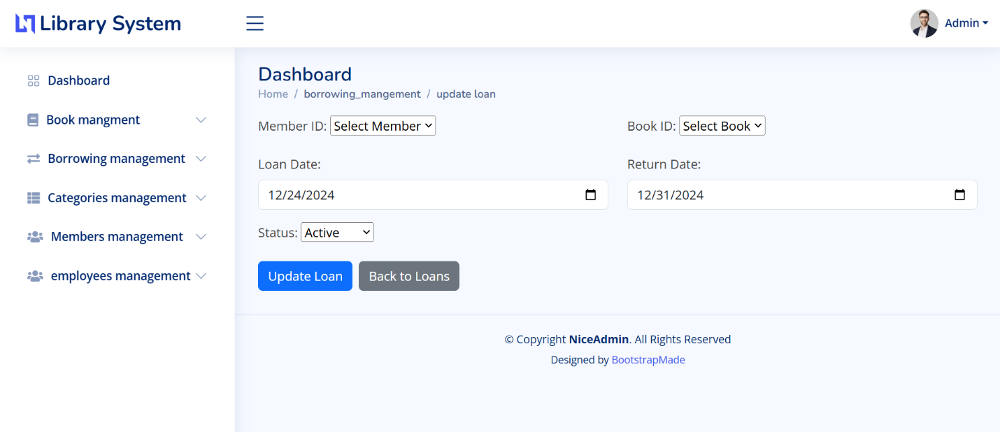 Library System
Admin
Dashboard
Book mangment
Borrowing management
Categories management
Members management
employees management
Dashboard
Home / borrowing_mangement / update loan
Member ID: Select Member
Book ID: Select Book
Loan Date:
Return Date:
12/24/2024
12/31/2024
Status: Active
Update Loan
Back to Loans
© Copyright NiceAdmin. All Rights Reserved
Designed by BootstrapMade